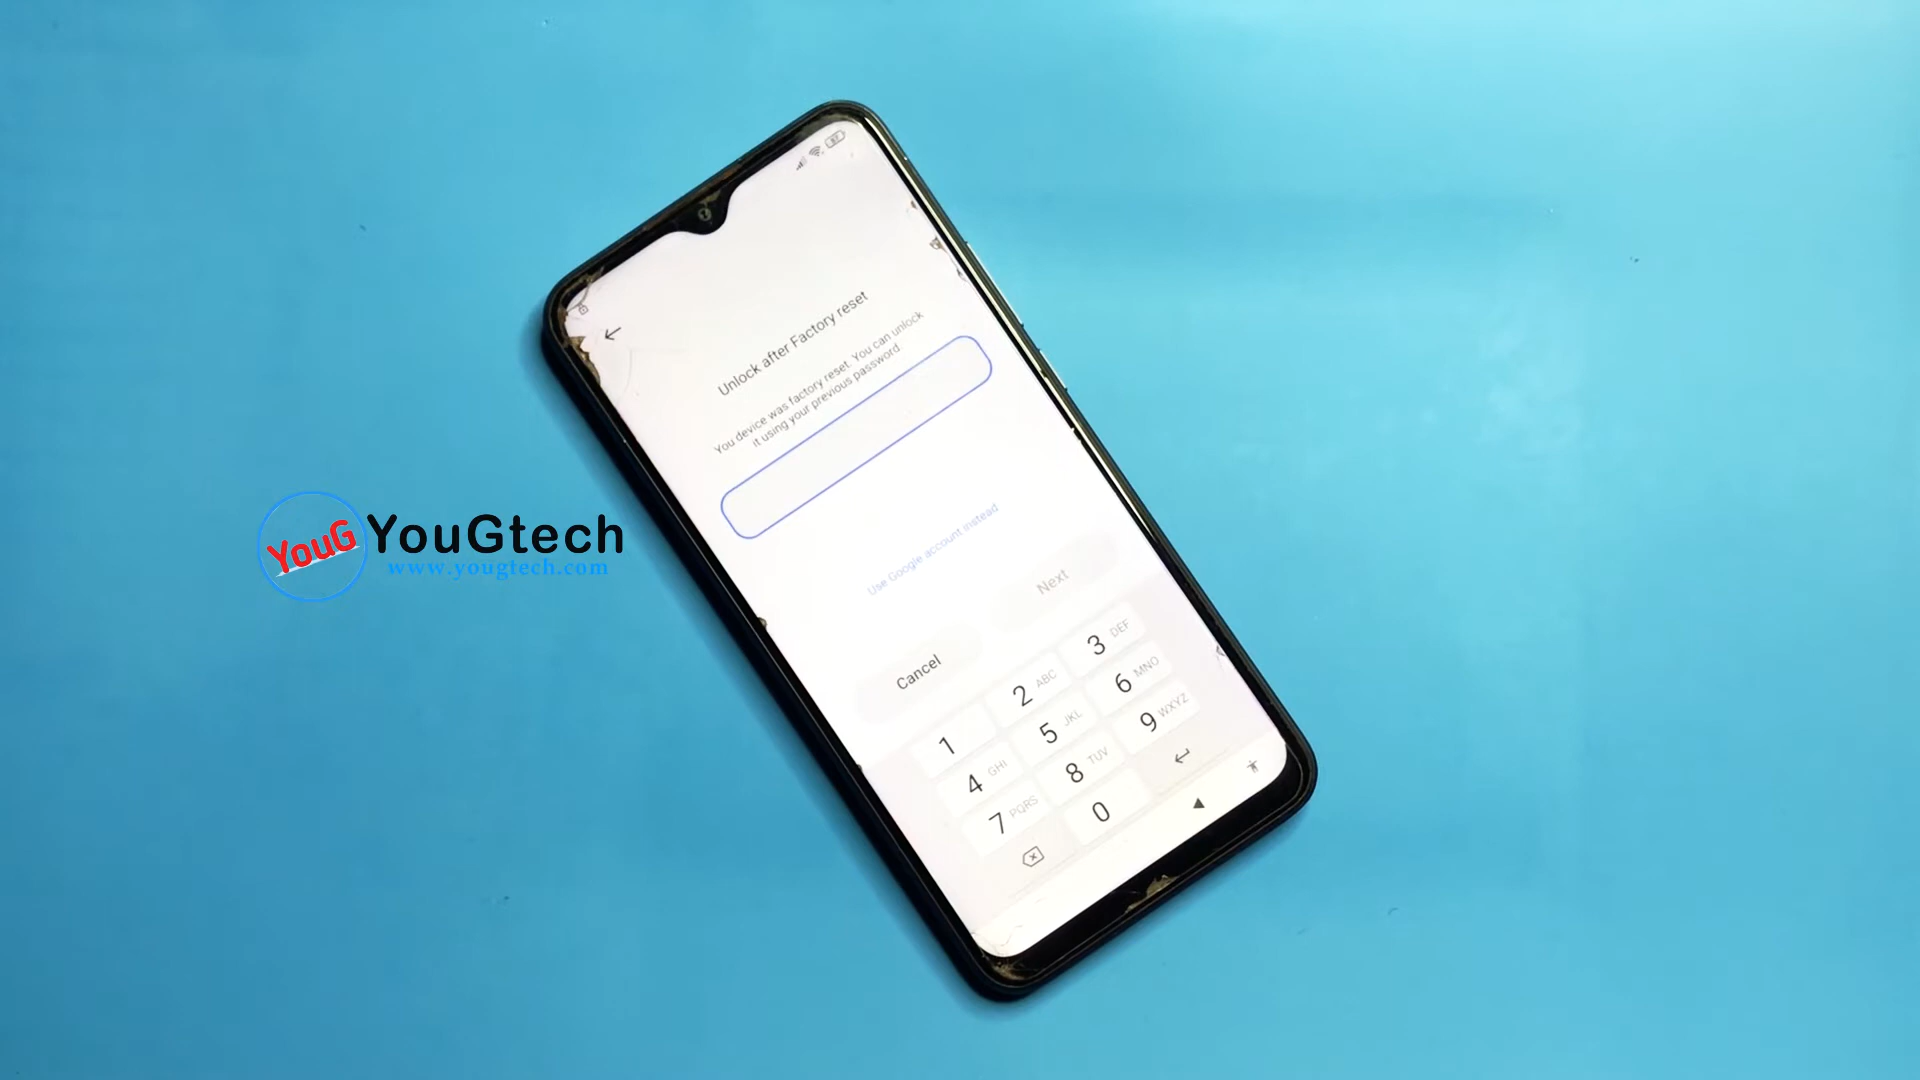 87
Unlock after Factory reset
You device was factory reset. You can unlock
it using your previous password
Use Google account instead
Cancel
Next
1
2 ABC
3 DEF
4 GHI
5 JKL
6 MNO
7 PQRS
8 TUV
9 WXYZ
0
YouG
YouGtech
www.yougtech.com